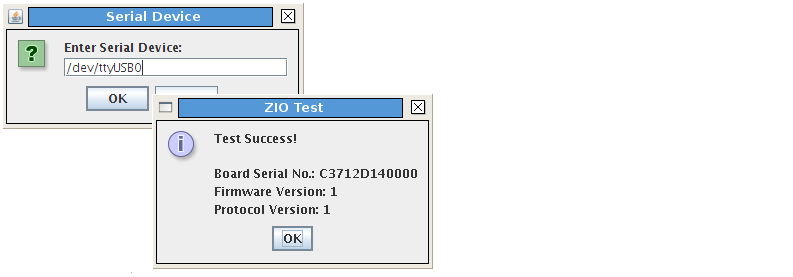 Serial Device
Enter Serial Device:
/dev/ttyUSB0
OK
ZIO Test
Test Success!
Board Serial No.: C3712D140000
Firmware Version: 1
Protocol Version: 1
OK